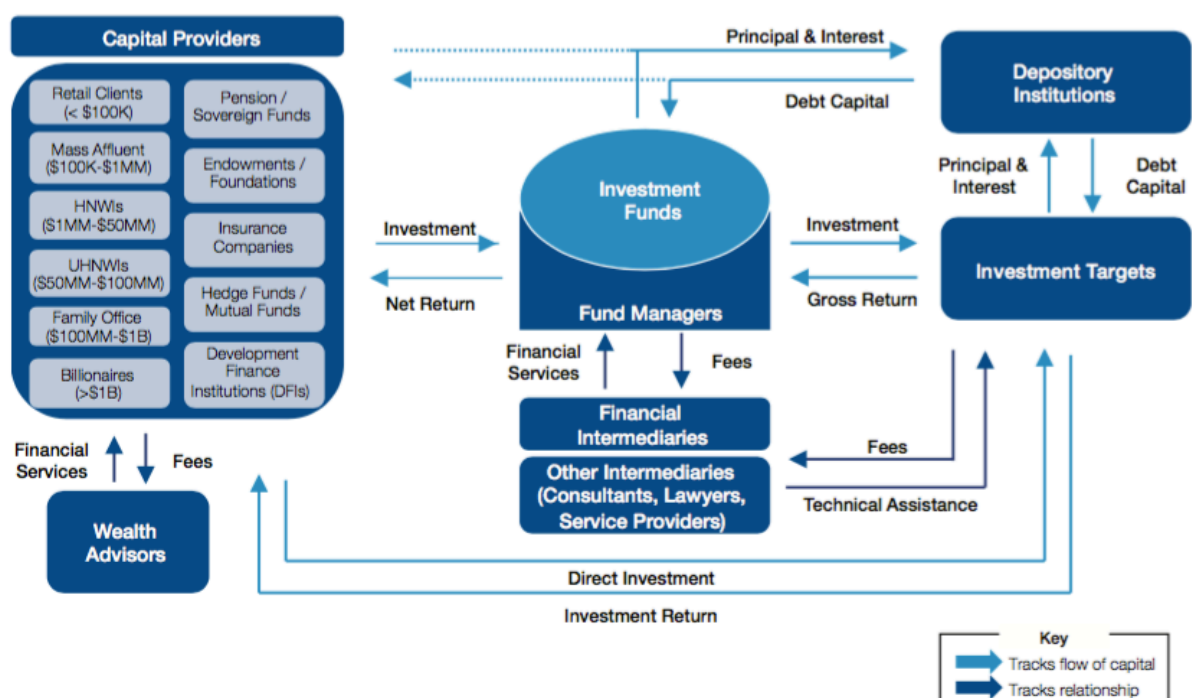 Capital Providers
Retail Clients
(< $100K)
Mass Affluent
($100K-$1MM)
HNWIs
($1MM-$50MM)
UHNWIs
($50MM-$100MM)
Family Office
($100MM-$1B)
Billionaires
(>$1B)
Pension /
Sovereign Funds
Endowments /
Foundations
Insurance
Companies
Hedge Funds /
Mutual Funds
Development
Finance
Institutions (DFIs)
Financial
Services
Fees
Wealth
Advisors
Investment
Net Return
Principal & Interest
Debt Capital
Investment
Funds
Fund Managers
Financial
Services
Fees
Financial
Intermediaries
Other Intermediaries
(Consultants, Lawyers,
Service Providers)
Investment
Gross Return
Depository
Institutions
Principal &
Interest
Debt
Capital
Investment Targets
Fees
Technical Assistance
Direct Investment
Investment Return
Key
Tracks flow of capital
Tracks relationship